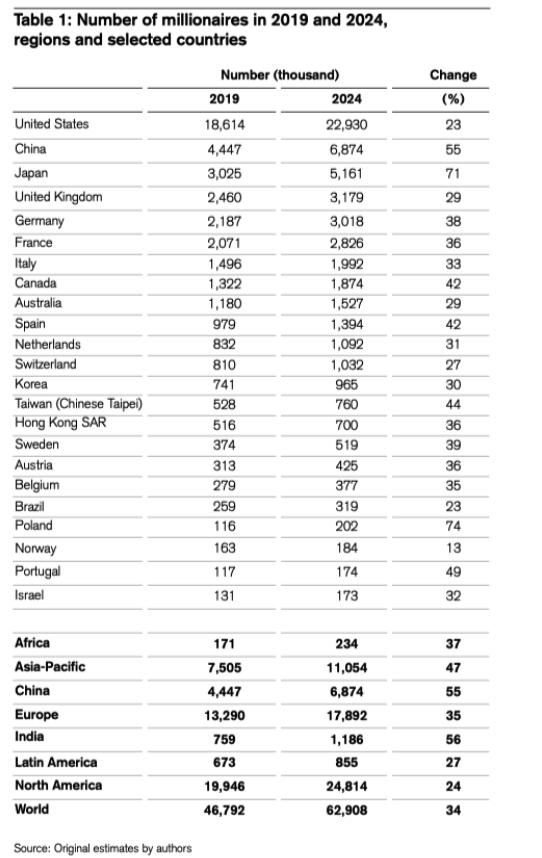 Table 1: Number of millionaires in 2019 and 2024,
regions and selected countries
Number (thousand) Change
2019 2024 (%)
United States 18,614 22,930 23
China 4,447 6,874 55
Japan 3,025 5,161 71
United Kingdom 2,460 3,179 29
Germany 2,187 3,018 38
France 2,071 2,826 36
Italy 1,496 1,992 33
Canada 1,322 1,874 42
Australia 1,180 1,527 29
Spain 979 1,394 42
Netherlands 832 1,092 31
Switzerland 810 1,032 27
Korea 741 965 30
Taiwan (Chinese Taipei) 528 760 44
Hong Kong SAR 516 700 36
Sweden 374 519 39
Austria 313 425 36
Belgium 279 377 35
Brazil 259 319 23
Poland 116 202 74
Norway 163 184 13
Portugal 117 174 49
Israel 131 173 32
Africa 171 234 37
Asia-Pacific 7,505 11,054 47
China 4,447 6,874 55
Europe 13,290 17,892 35
India 759 1,186 56
Latin America 673 855 27
North America 19,946 24,814 24
World 46,792 62,908 34
Source: Original estimates by authors